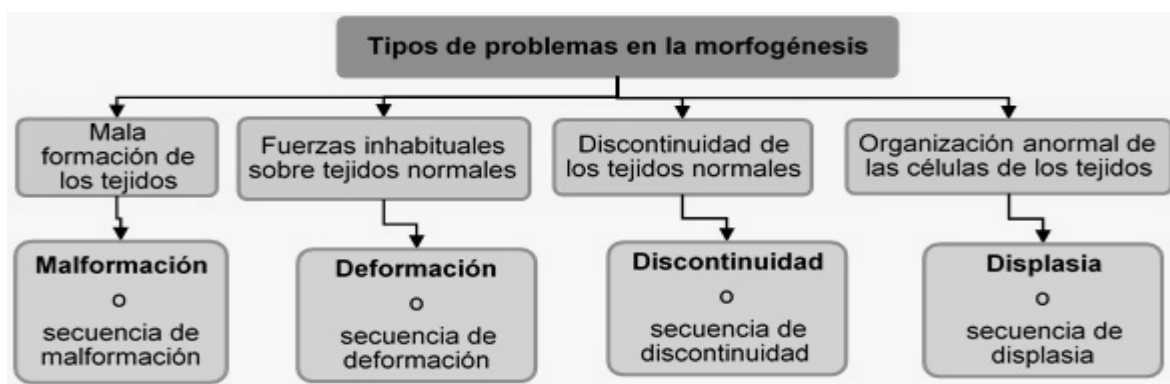 Tipos de problemas en la morfogénesis
Mala
formación de
los tejidos
Fuerzas inhabituales
sobre tejidos normales
Discontinuidad de
los tejidos normales
Organización anormal de
las células de los tejidos
Malformación
o
secuencia de
malformación
Deformación
o
secuencia de
deformación
Discontinuidad
o
secuencia de
discontinuidad
Displasia
o
secuencia de
displasia